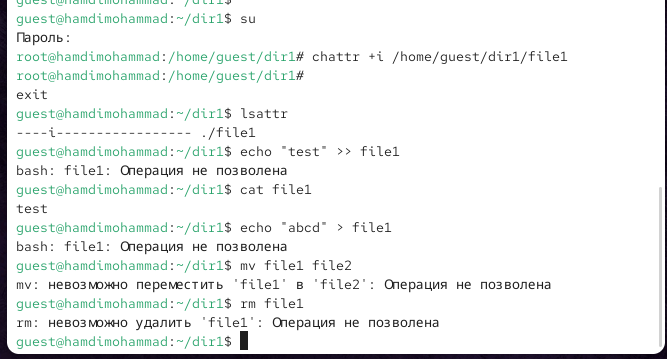 guest@hamdimohammad:~/dir1$ su
Пароль:
root@hamdimohammad:/home/guest/dir1# chattr +i /home/guest/dir1/file1
root@hamdimohammad:/home/guest/dir1#
exit
guest@hamdimohammad:~/dir1$ lsattr
----i----------------- ./file1
guest@hamdimohammad:~/dir1$ echo "test" >> file1
bash: file1: Операция не позволена
guest@hamdimohammad:~/dir1$ cat file1
test
guest@hamdimohammad:~/dir1$ echo "abcd" > file1
bash: file1: Операция не позволена
guest@hamdimohammad:~/dir1$ mv file1 file2
mv: невозможно переместить 'file1' в 'file2': Операция не позволена
guest@hamdimohammad:~/dir1$ rm file1
rm: невозможно удалить 'file1': Операция не позволена
guest@hamdimohammad:~/dir1$